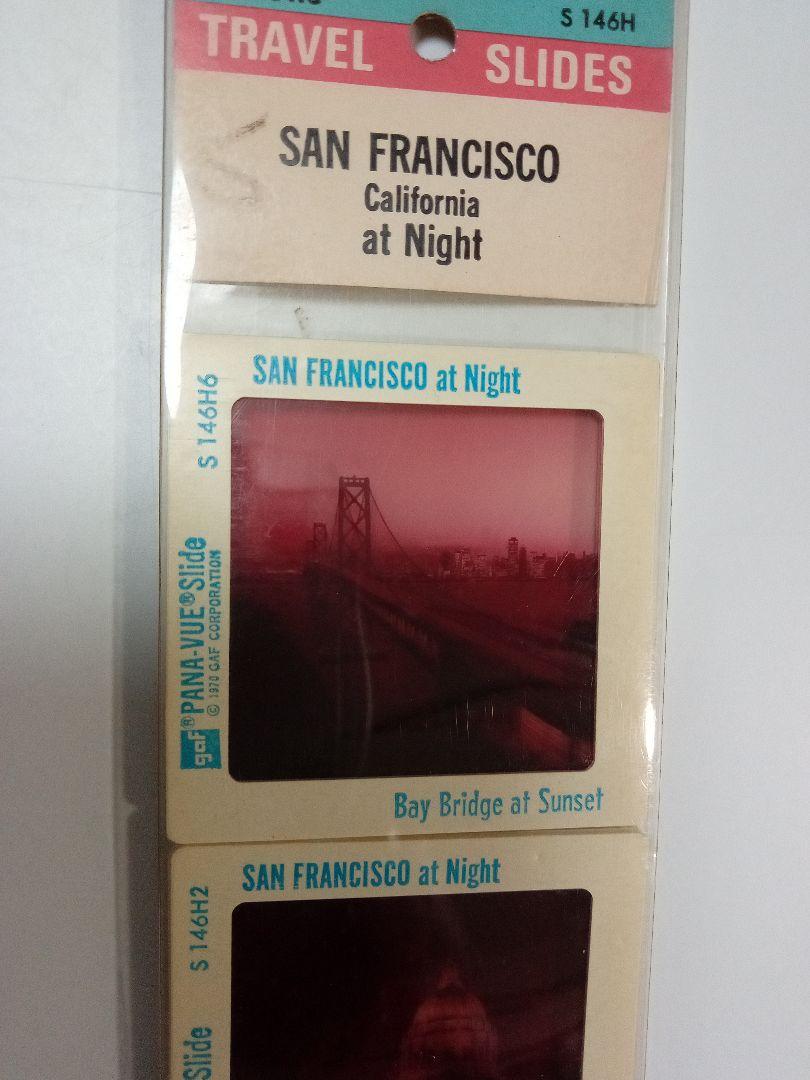 S 146H
TRAVEL SLIDES
SAN FRANCISCO
California
at Night
SAN FRANCISCO at Night
S 146H6
gaf® PANA-VUE® Slide
© 1970 GAF CORPORATION
Bay Bridge at Sunset
SAN FRANCISCO at Night
S 146H2
Slide